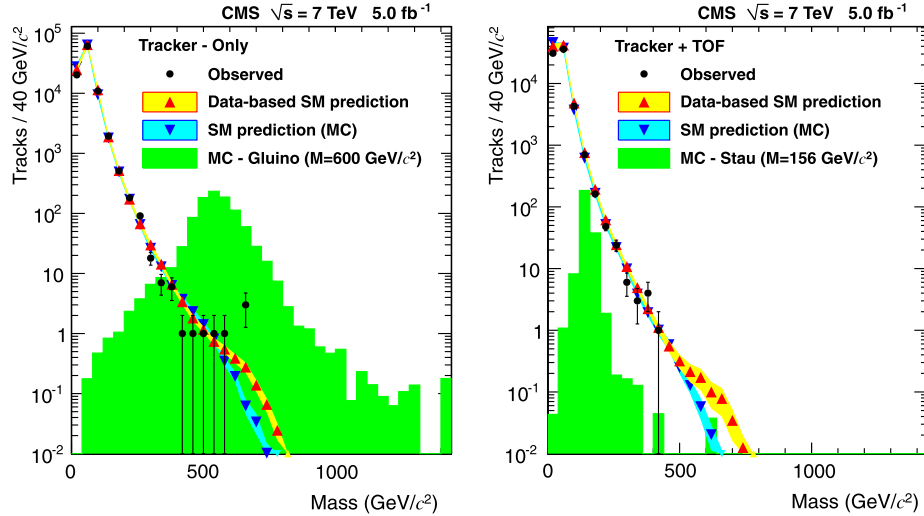 CMS √s = 7 TeV 5.0 fb⁻¹
Tracks / 40 GeV/c²
Tracker - Only
Observed
Data-based SM prediction
SM prediction (MC)
MC - Gluino (M=600 GeV/c²)
10⁵
10⁴
10³
10²
10
1
10⁻¹
10⁻²
0 500 1000
Mass (GeV/c²)
CMS √s = 7 TeV 5.0 fb⁻¹
Tracks / 40 GeV/c²
Tracker + TOF
Observed
Data-based SM prediction
SM prediction (MC)
MC - Stau (M=156 GeV/c²)
10⁴
10³
10²
10
1
10⁻¹
10⁻²
0 500 1000
Mass (GeV/c²)